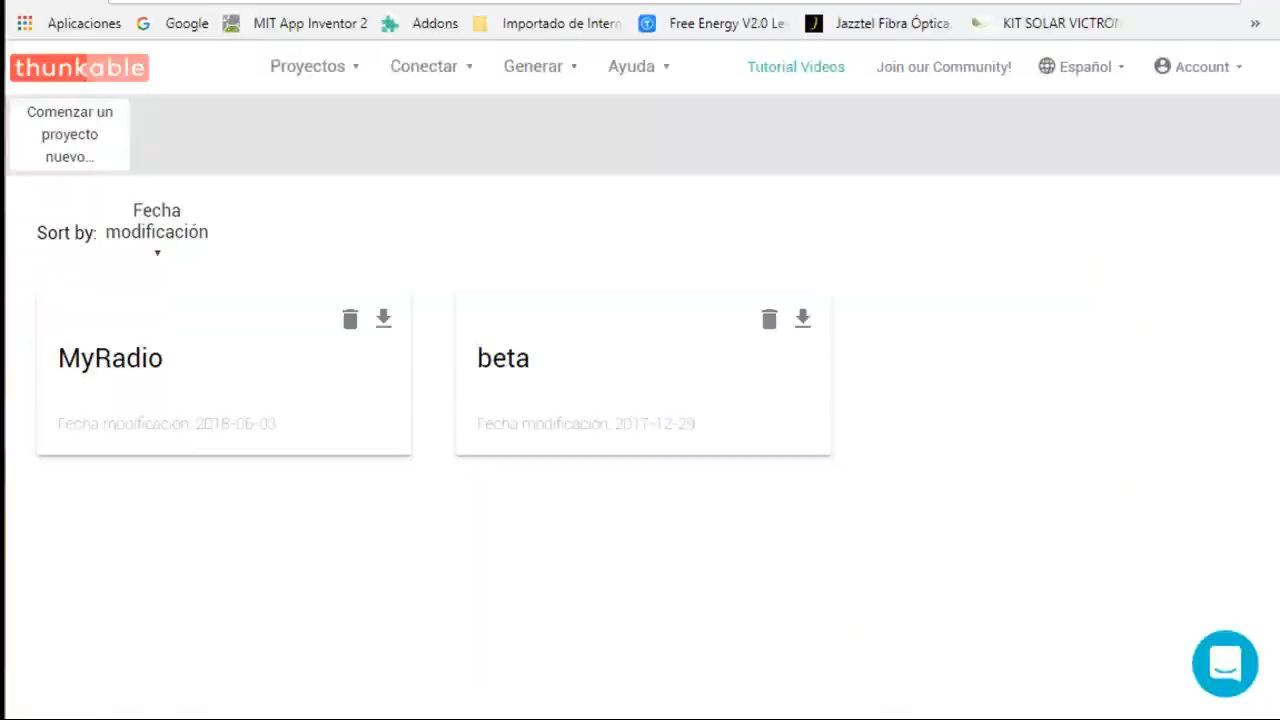 Aplicaciones Google MIT App Inventor 2 Addons Importado de Intern Free Energy V2.0 Le Jazztel Fibra Óptica KIT SOLAR VICTRON »
thunkable Proyectos Conectar Generar Ayuda Tutorial Videos Join our Community! Español Account
Comenzar un
proyecto
nuevo...
Sort by: Fecha
modificación
MyRadio
Fecha modificación: 2018-06-03
beta
Fecha modificación: 2017-12-29